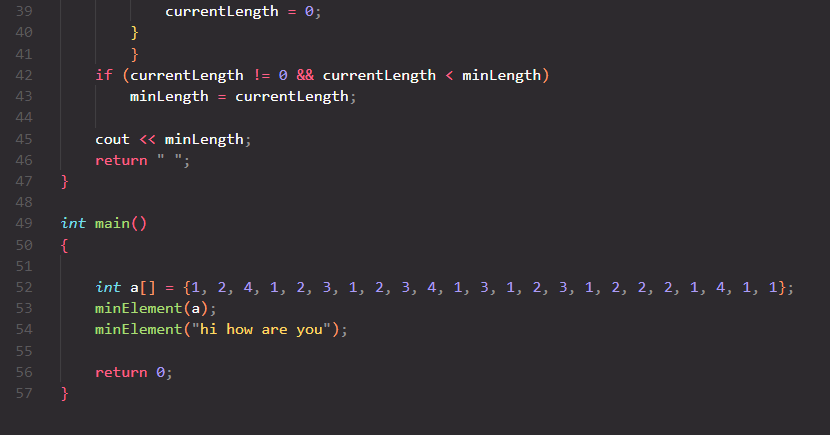 39 currentLength = 0;
40 }
41 }
42 if (currentLength != 0 && currentLength < minLength)
43 minLength = currentLength;
44
45 cout << minLength;
46 return " ";
47 }
48
49 int main()
50 {
51
52 int a[] = {1, 2, 4, 1, 2, 3, 1, 2, 3, 4, 1, 3, 1, 2, 3, 1, 2, 2, 2, 1, 4, 1, 1};
53 minElement(a);
54 minElement("hi how are you");
55
56 return 0;
57 }